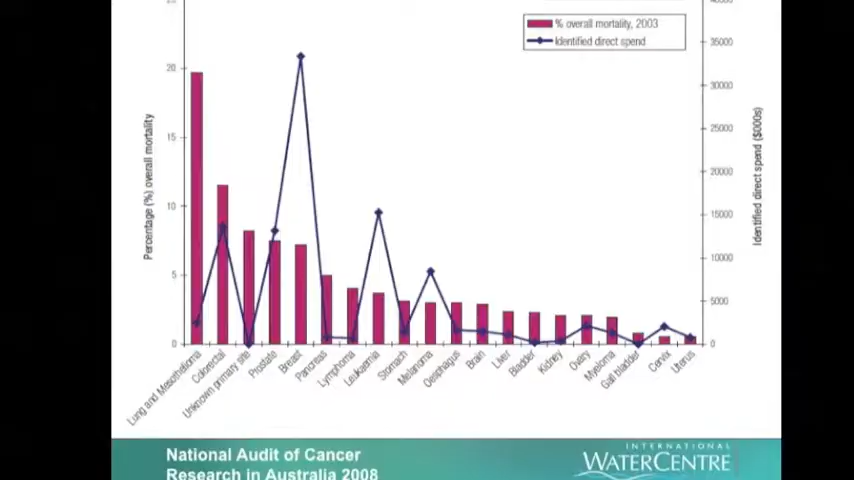 % overall mortality, 2003
Identified direct spend
Percentage (%) overall mortality
20
15
10
5
0
35000
30000
25000
20000
15000
10000
5000
0
Identified direct spend ($000s)
Lung and Mesothelioma
Colorectal
Unknown primary site
Prostate
Breast
Pancreas
Lymphoma
Leukaemia
Stomach
Melanoma
Oesphagus
Brain
Liver
Bladder
Kidney
Ovary
Myeloma
Gall bladder
Cervix
Uterus
National Audit of Cancer
Research in Australia 2008
INTERNATIONAL
WATERCENTRE